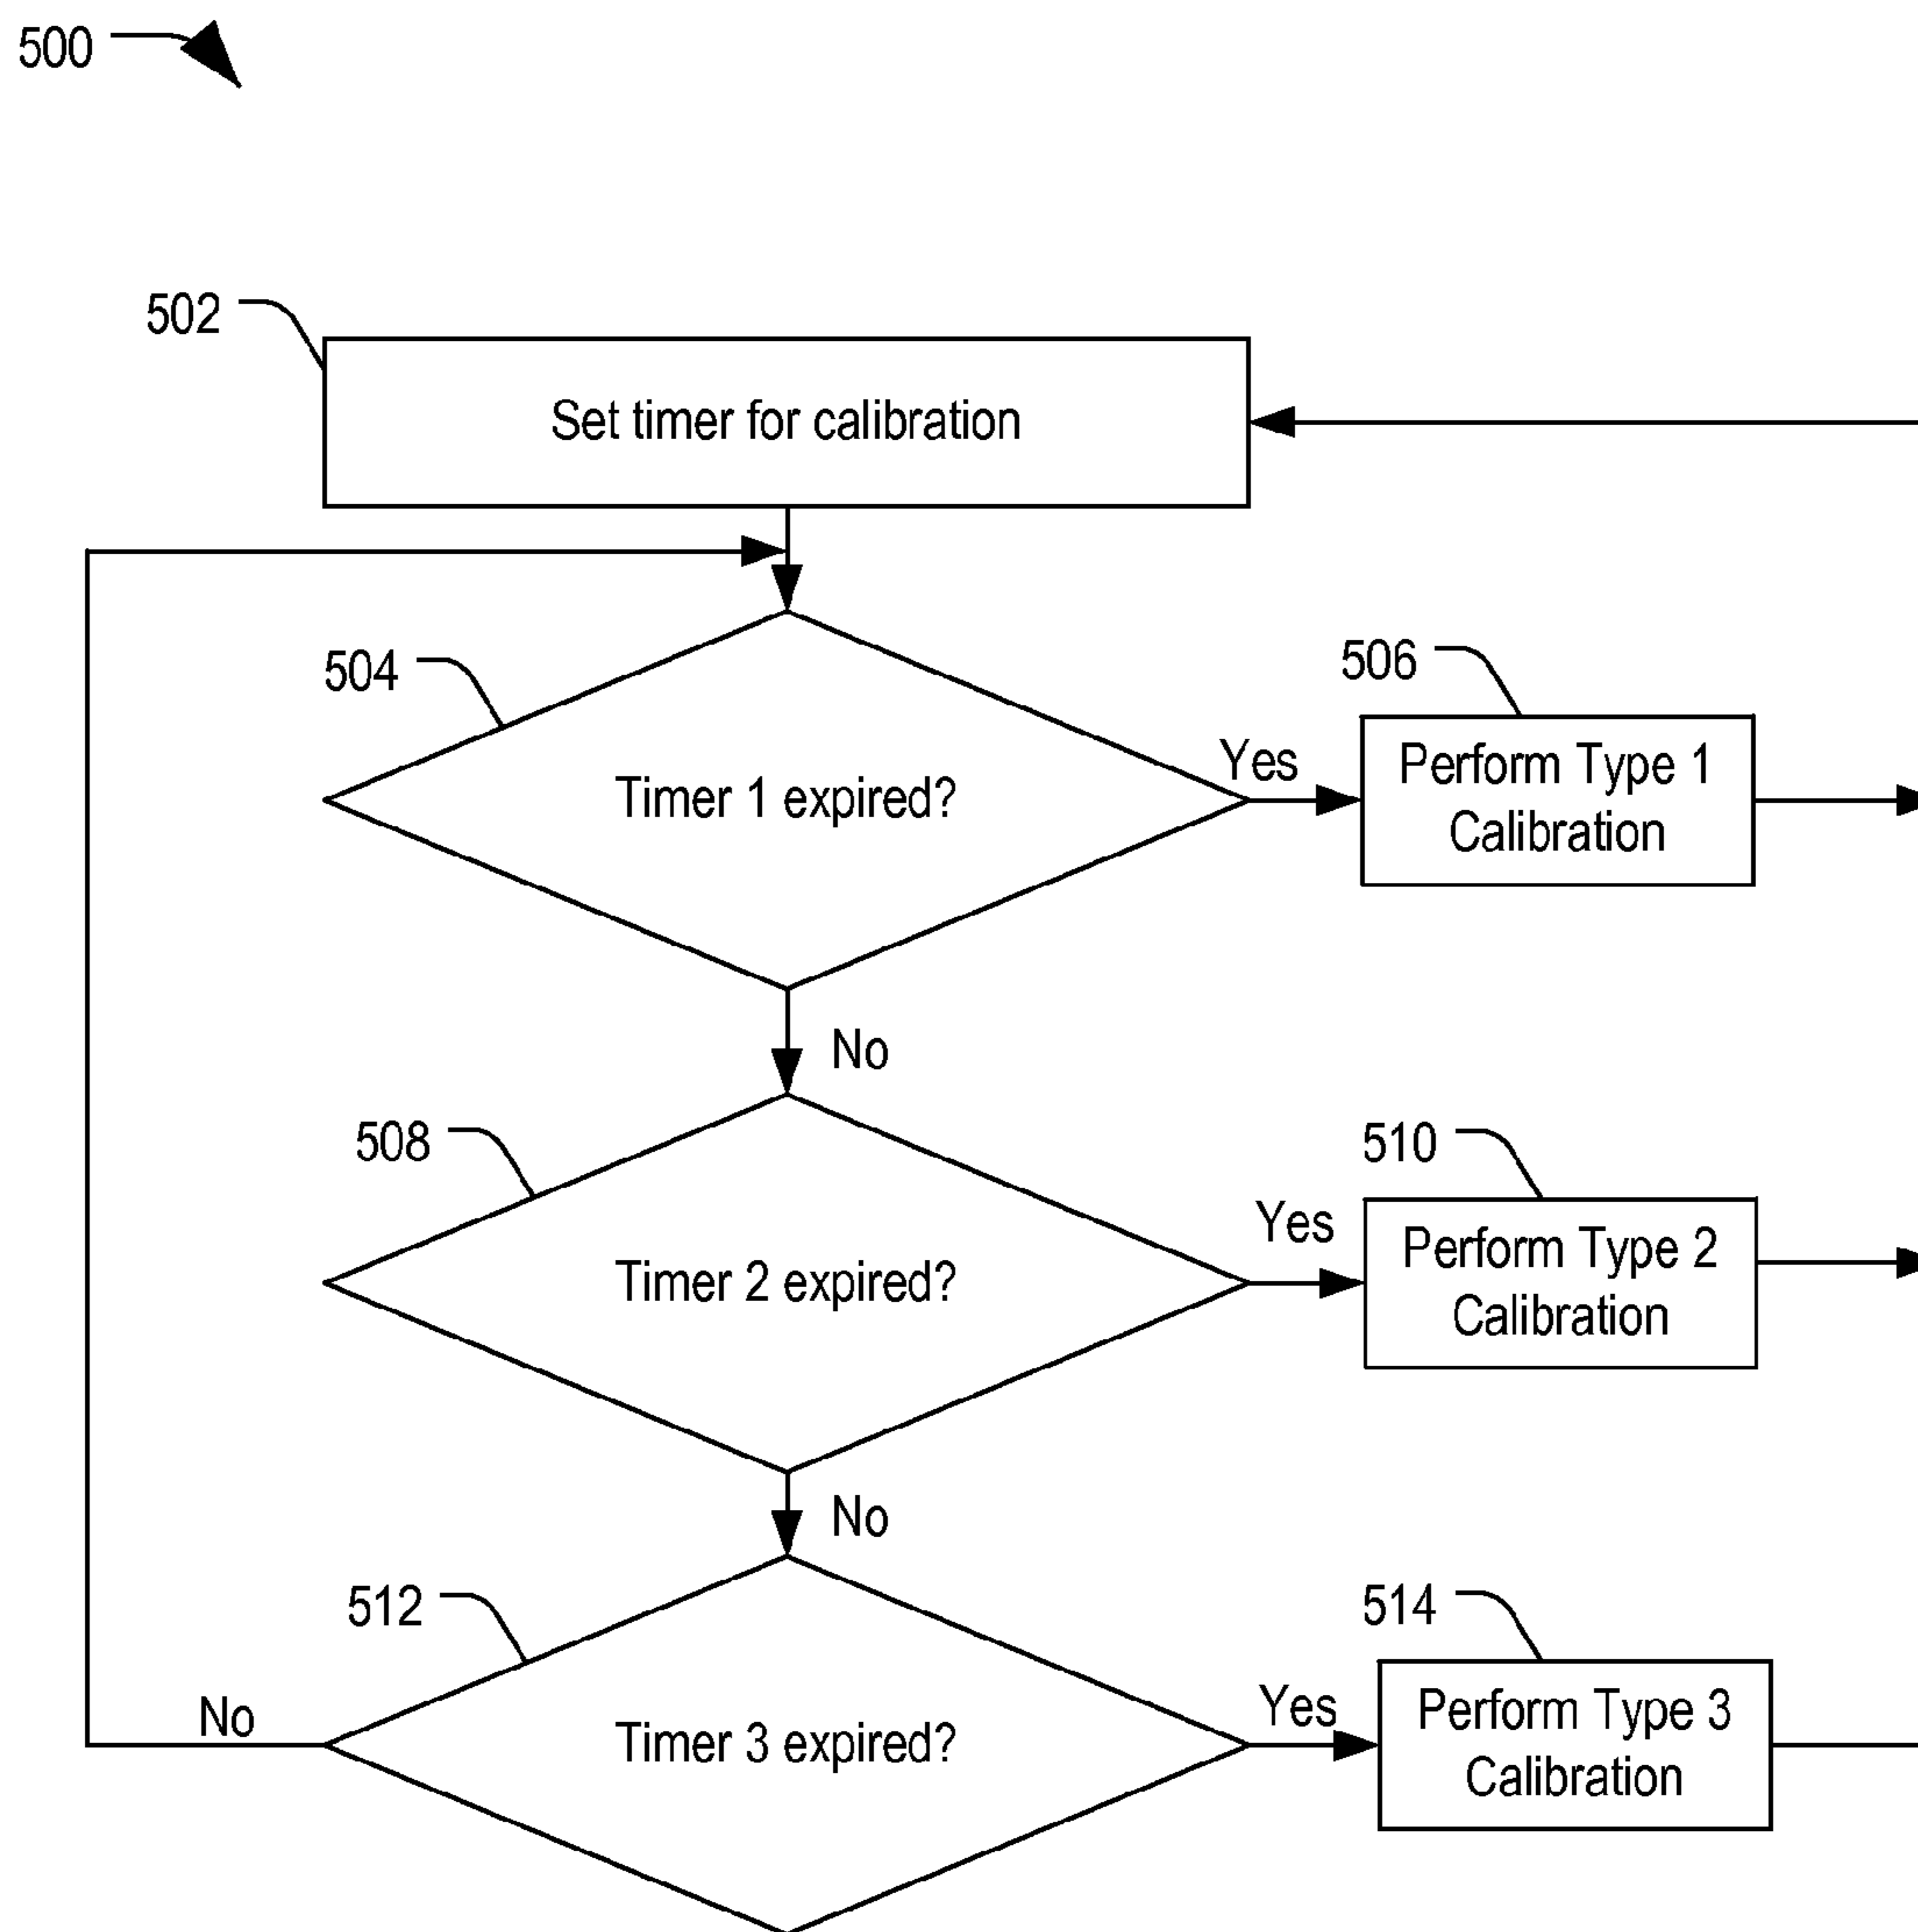 500
502
Set timer for calibration
504
Timer 1 expired?
Yes
506
Perform Type 1
Calibration
No
508
Timer 2 expired?
Yes
510
Perform Type 2
Calibration
No
512
Timer 3 expired?
No
Yes
514
Perform Type 3
Calibration